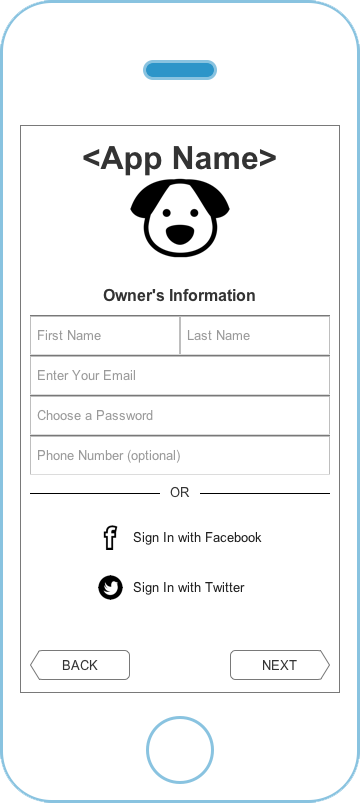 <App Name>
Owner's Information
First Name Last Name
Enter Your Email
Choose a Password
Phone Number (optional)
OR
Sign In with Facebook
Sign In with Twitter
BACK NEXT